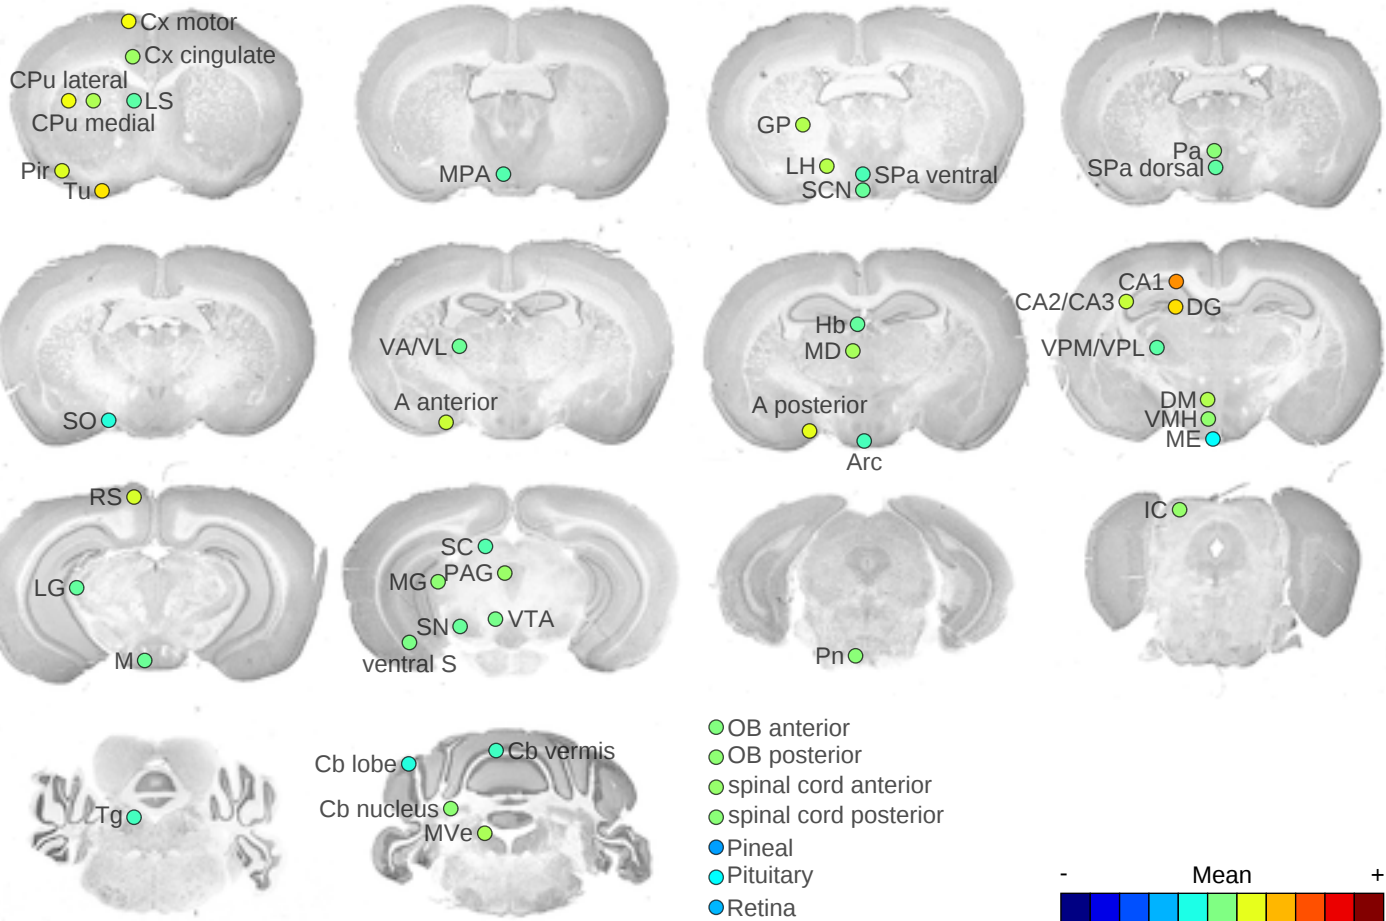 Cx motor
Cx cingulate
CPu lateral
LS
CPu medial
Pir
Tu
MPA
GP
LH
SPa ventral
SCN
Pa
SPa dorsal
SO
VA/VL
A anterior
Hb
MD
A posterior
Arc
CA1
CA2/CA3
DG
VPM/VPL
DM
VMH
ME
RS
LG
M
SC
MG
PAG
SN
VTA
ventral S
Pn
IC
Tg
Cb lobe
Cb vermis
Cb nucleus
MVe
OB anterior
OB posterior
spinal cord anterior
spinal cord posterior
Pineal
Pituitary
Retina
- Mean +